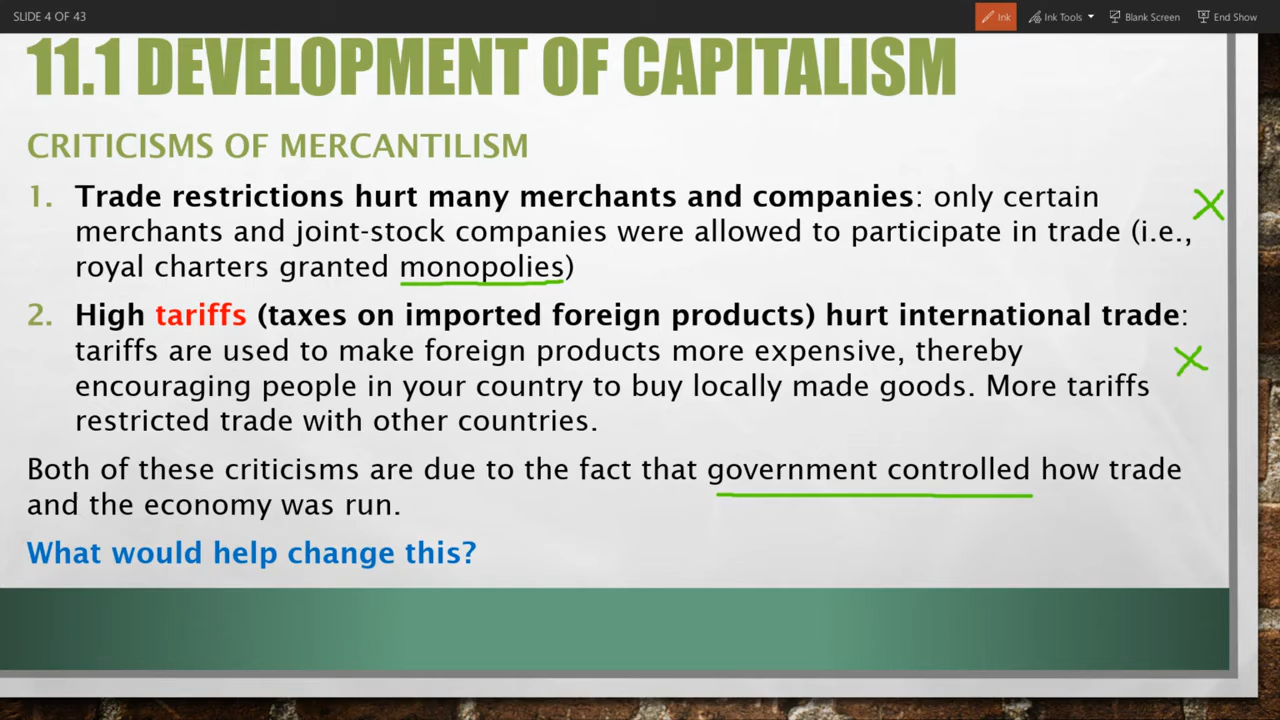 SLIDE 4 OF 43
Ink
Ink Tools
Blank Screen
End Show
11.1 DEVELOPMENT OF CAPITALISM
CRITICISMS OF MERCANTILISM
1. Trade restrictions hurt many merchants and companies: only certain
merchants and joint-stock companies were allowed to participate in trade (i.e.,
royal charters granted monopolies)
2. High tariffs (taxes on imported foreign products) hurt international trade:
tariffs are used to make foreign products more expensive, thereby
encouraging people in your country to buy locally made goods. More tariffs
restricted trade with other countries.
Both of these criticisms are due to the fact that government controlled how trade
and the economy was run.
What would help change this?